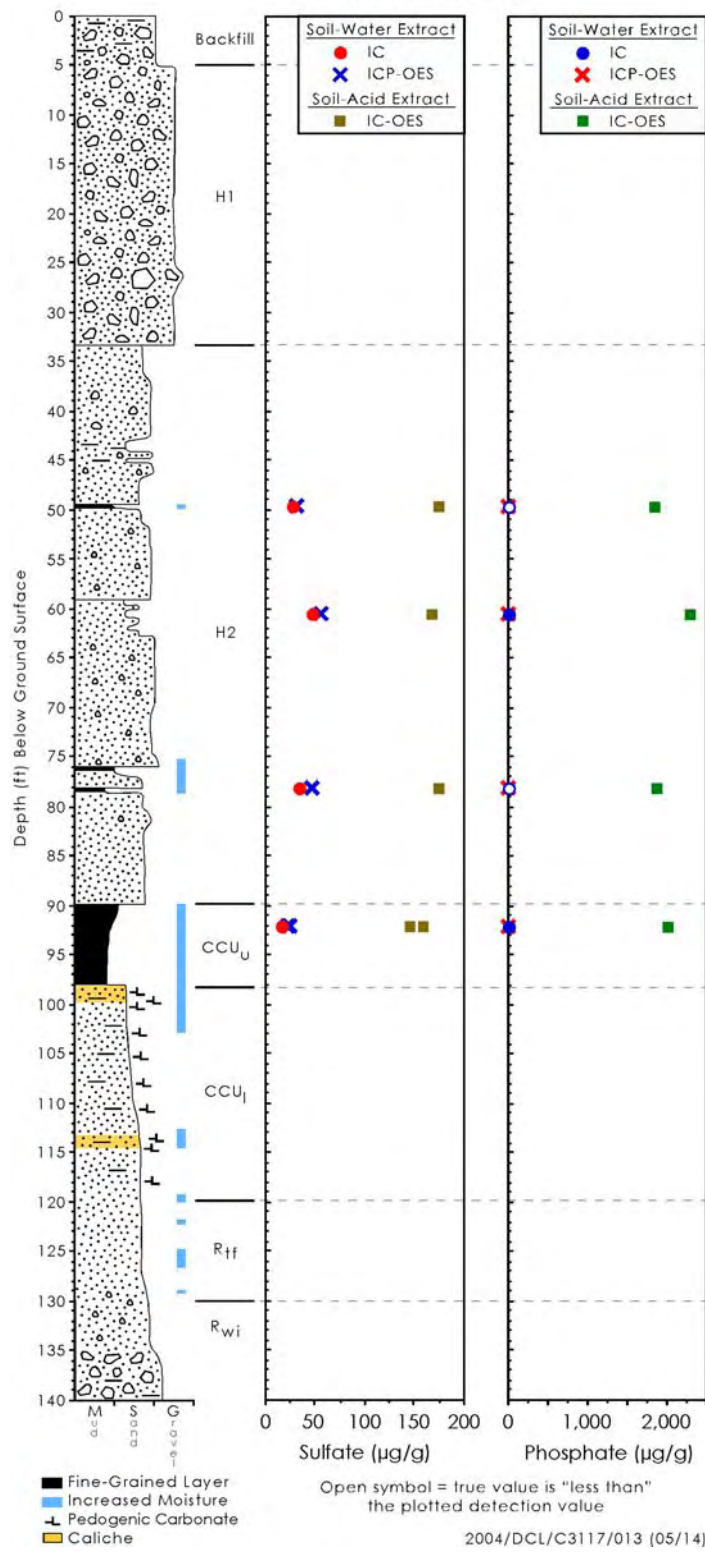 Soil-Water Extract
IC
ICP-OES
Soil-Acid Extract
IC-OES
Soil-Water Extract
IC
ICP-OES
Soil-Acid Extract
IC-OES
Depth (ft) Below Ground Surface
0
5
10
15
20
25
30
35
40
45
50
55
60
65
70
75
80
85
90
95
100
105
110
115
120
125
130
135
140
Backfill
H1
H2
CCUu
CCUl
Rtf
Rwi
Mud
Sand
Gravel
0 50 100 150 200
Sulfate (µg/g)
0 1,000 2,000
Phosphate (µg/g)
Fine-Grained Layer
Increased Moisture
Pedogenic Carbonate
Caliche
Open symbol = true value is "less than"
the plotted detection value
2004/DCL/C3117/013 (05/14)